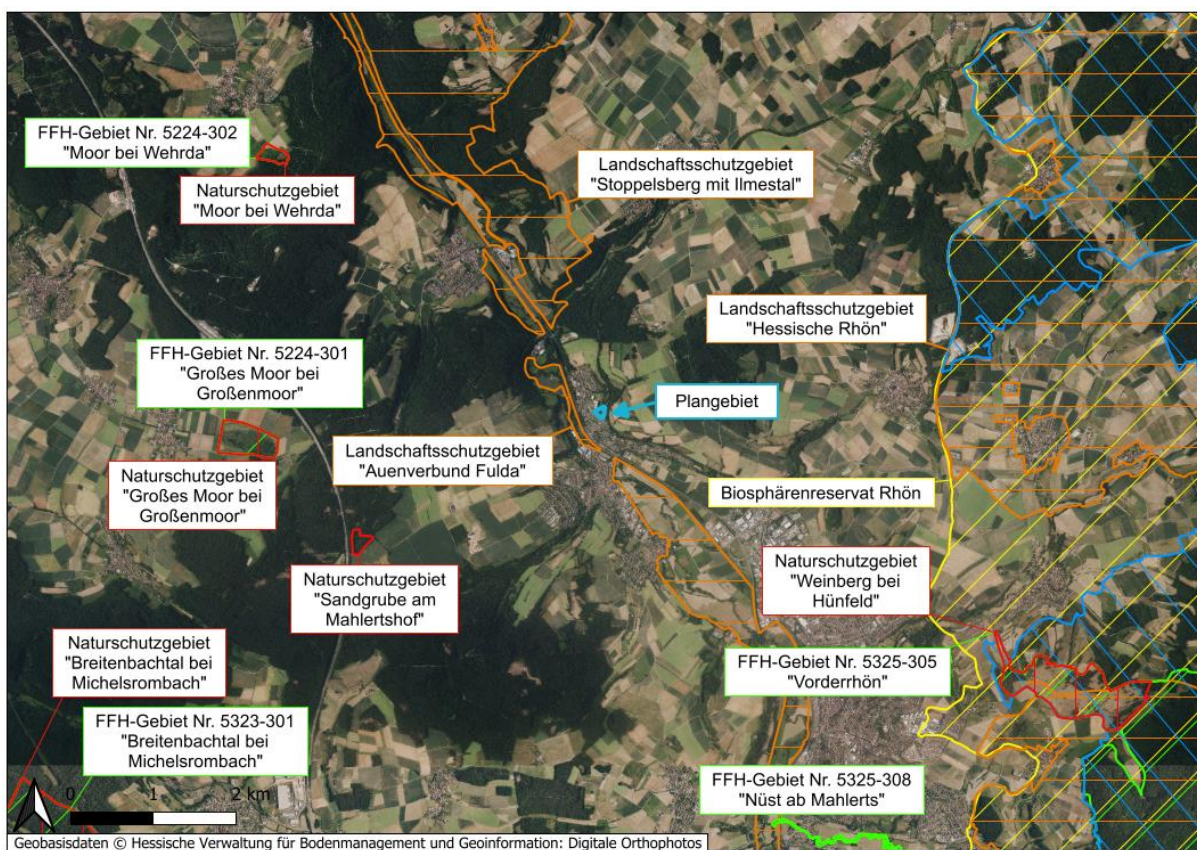 FFH-Gebiet Nr. 5224-302
"Moor bei Wehrda"
Naturschutzgebiet
"Moor bei Wehrda"
Landschaftsschutzgebiet
"Stoppelsberg mit Ilmestal"
Landschaftsschutzgebiet
"Hessische Rhön"
FFH-Gebiet Nr. 5224-301
"Großes Moor bei
Großenmoor"
Plangebiet
Landschaftsschutzgebiet
"Auenverbund Fulda"
Naturschutzgebiet
"Großes Moor bei
Großenmoor"
Biosphärenreservat Rhön
Naturschutzgebiet
"Weinberg bei
Hünfeld"
Naturschutzgebiet
"Sandgrube am
Mahlertshof"
Naturschutzgebiet
"Breitenbachtal bei
Michelsrombach"
FFH-Gebiet Nr. 5325-305
"Vorderrhön"
FFH-Gebiet Nr. 5323-301
"Breitenbachtal bei
Michelsrombach"
FFH-Gebiet Nr. 5325-308
"Nüst ab Mahlerts"
0 1 2 km
Geobasisdaten © Hessische Verwaltung für Bodenmanagement und Geoinformation: Digitale Orthophotos